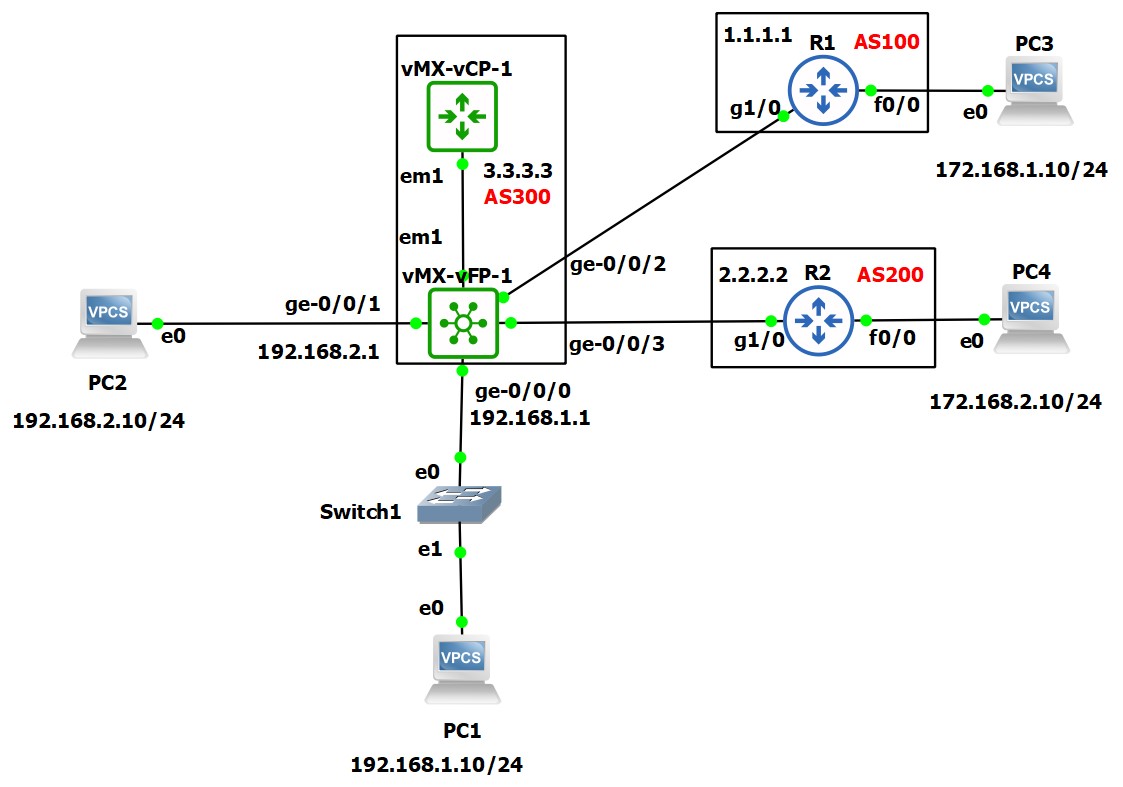 1.1.1.1
R1
AS100
PC3
VPCS
g1/0
f0/0
e0
172.168.1.10/24
vMX-vCP-1
em1
3.3.3.3
AS300
em1
vMX-vFP-1
ge-0/0/2
2.2.2.2
R2
AS200
PC4
VPCS
g1/0
f0/0
e0
172.168.2.10/24
VPCS
e0
ge-0/0/1
192.168.2.1
ge-0/0/3
PC2
192.168.2.10/24
ge-0/0/0
192.168.1.1
e0
Switch1
e1
e0
VPCS
PC1
192.168.1.10/24